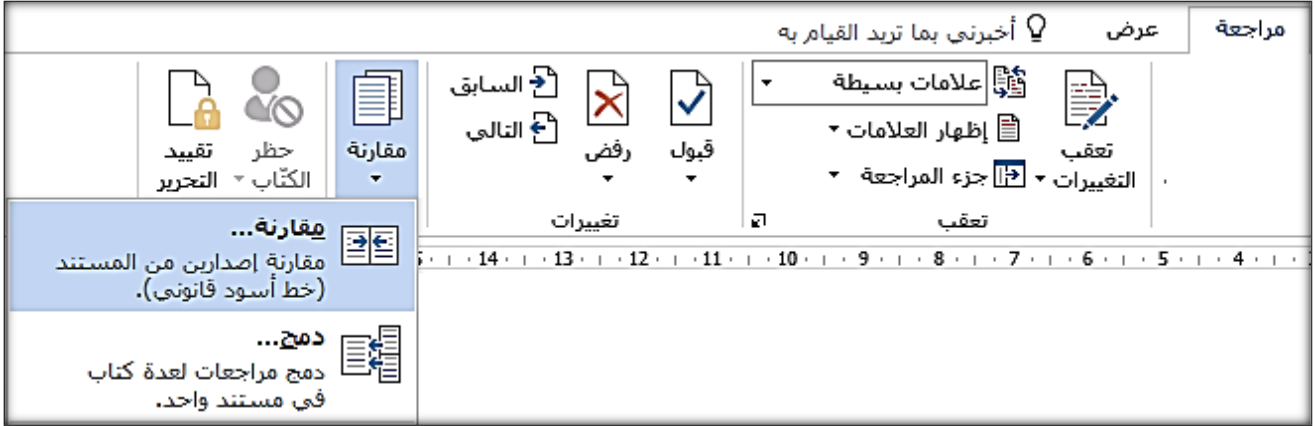 مراجعة عرض أخبرني بما تريد القيام به
تعقب
التغييرات
علامات بسيطة
إظهار العلامات
جزء المراجعة
تعقب
قبول
رفض
السابق
التالي
تغييرات
مقارنة
حظر
الكتّاب
تقييد
التحرير
مقارنة...
مقارنة إصدارين من المستند
(خط أسود قانوني).
دمج...
دمج مراجعات لعدة كتاب
في مستند واحد.
14 13 12 11 10 9 8 7 6 5 4